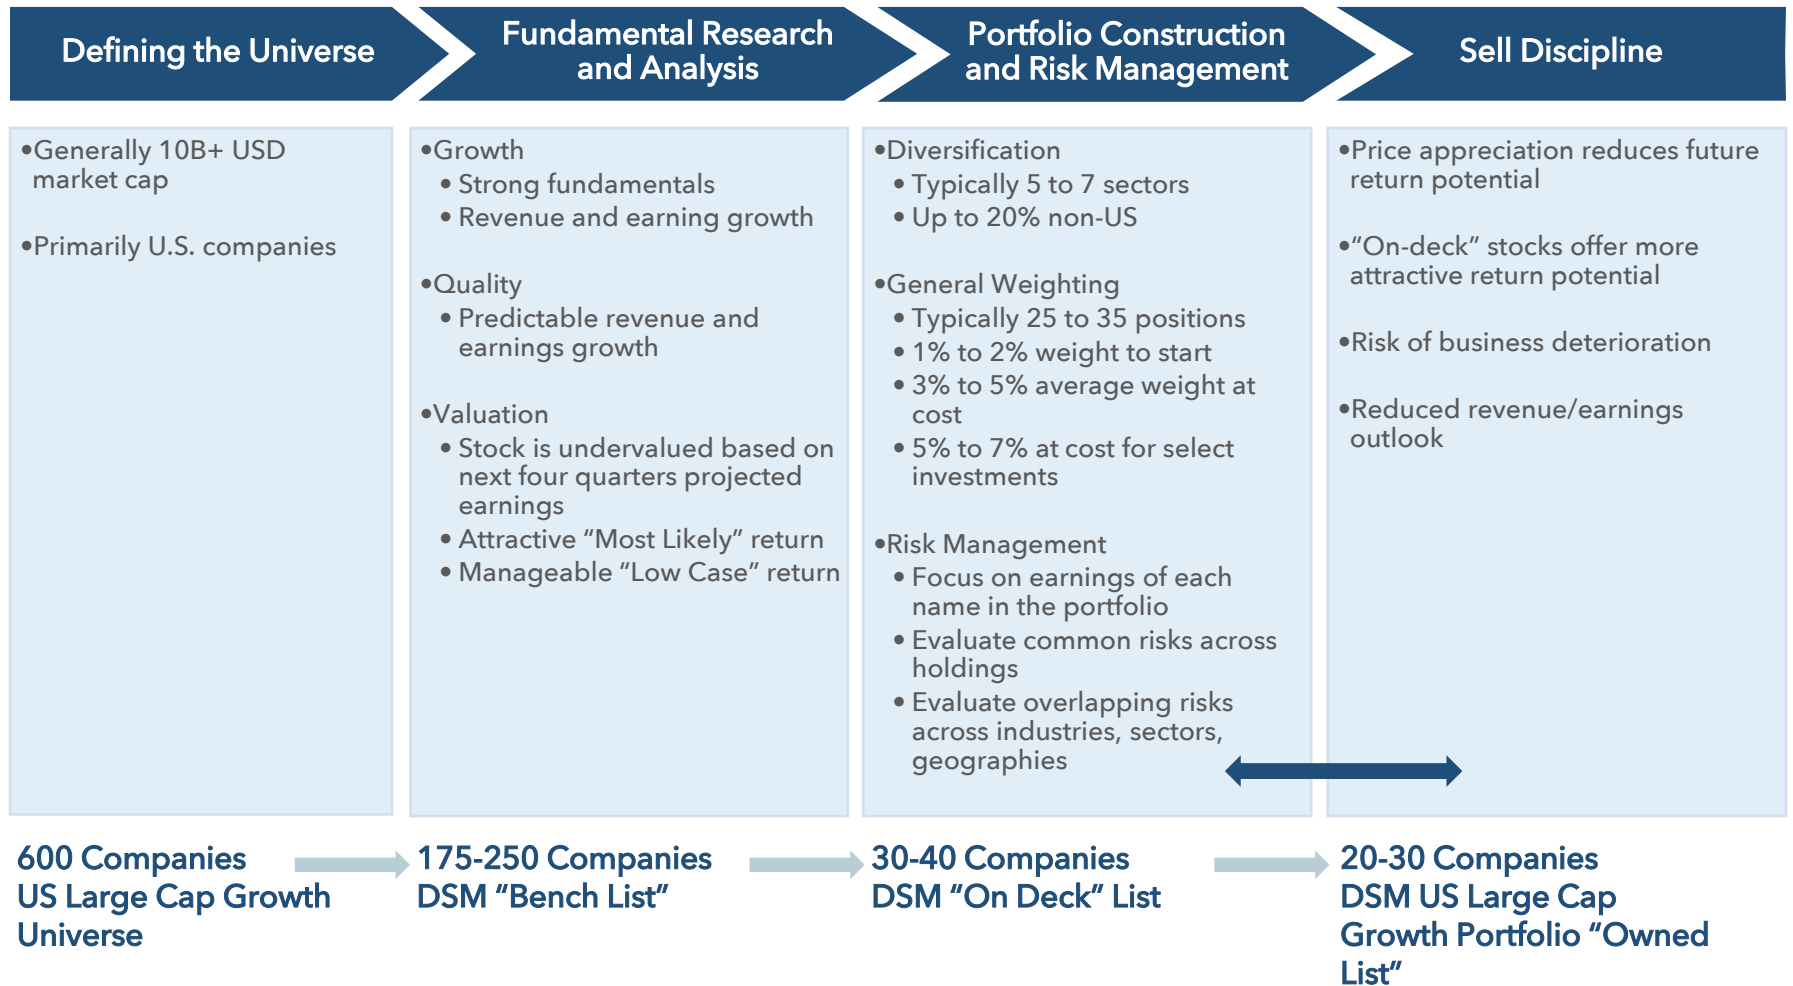 Defining the Universe
Fundamental Research
and Analysis
Portfolio Construction
and Risk Management
Sell Discipline
•Generally 10B+ USD
market cap
•Primarily U.S. companies
•Growth
• Strong fundamentals
• Revenue and earning growth
•Quality
• Predictable revenue and
earnings growth
•Valuation
• Stock is undervalued based on
next four quarters projected
earnings
• Attractive “Most Likely” return
• Manageable “Low Case” return
•Diversification
• Typically 5 to 7 sectors
• Up to 20% non-US
•General Weighting
• Typically 25 to 35 positions
• 1% to 2% weight to start
• 3% to 5% average weight at
cost
• 5% to 7% at cost for select
investments
•Risk Management
• Focus on earnings of each
name in the portfolio
• Evaluate common risks across
holdings
• Evaluate overlapping risks
across industries, sectors,
geographies
•Price appreciation reduces future
return potential
•“On-deck” stocks offer more
attractive return potential
•Risk of business deterioration
•Reduced revenue/earnings
outlook
600 Companies
US Large Cap Growth
Universe
175-250 Companies
DSM “Bench List”
30-40 Companies
DSM “On Deck” List
20-30 Companies
DSM US Large Cap
Growth Portfolio “Owned
List”